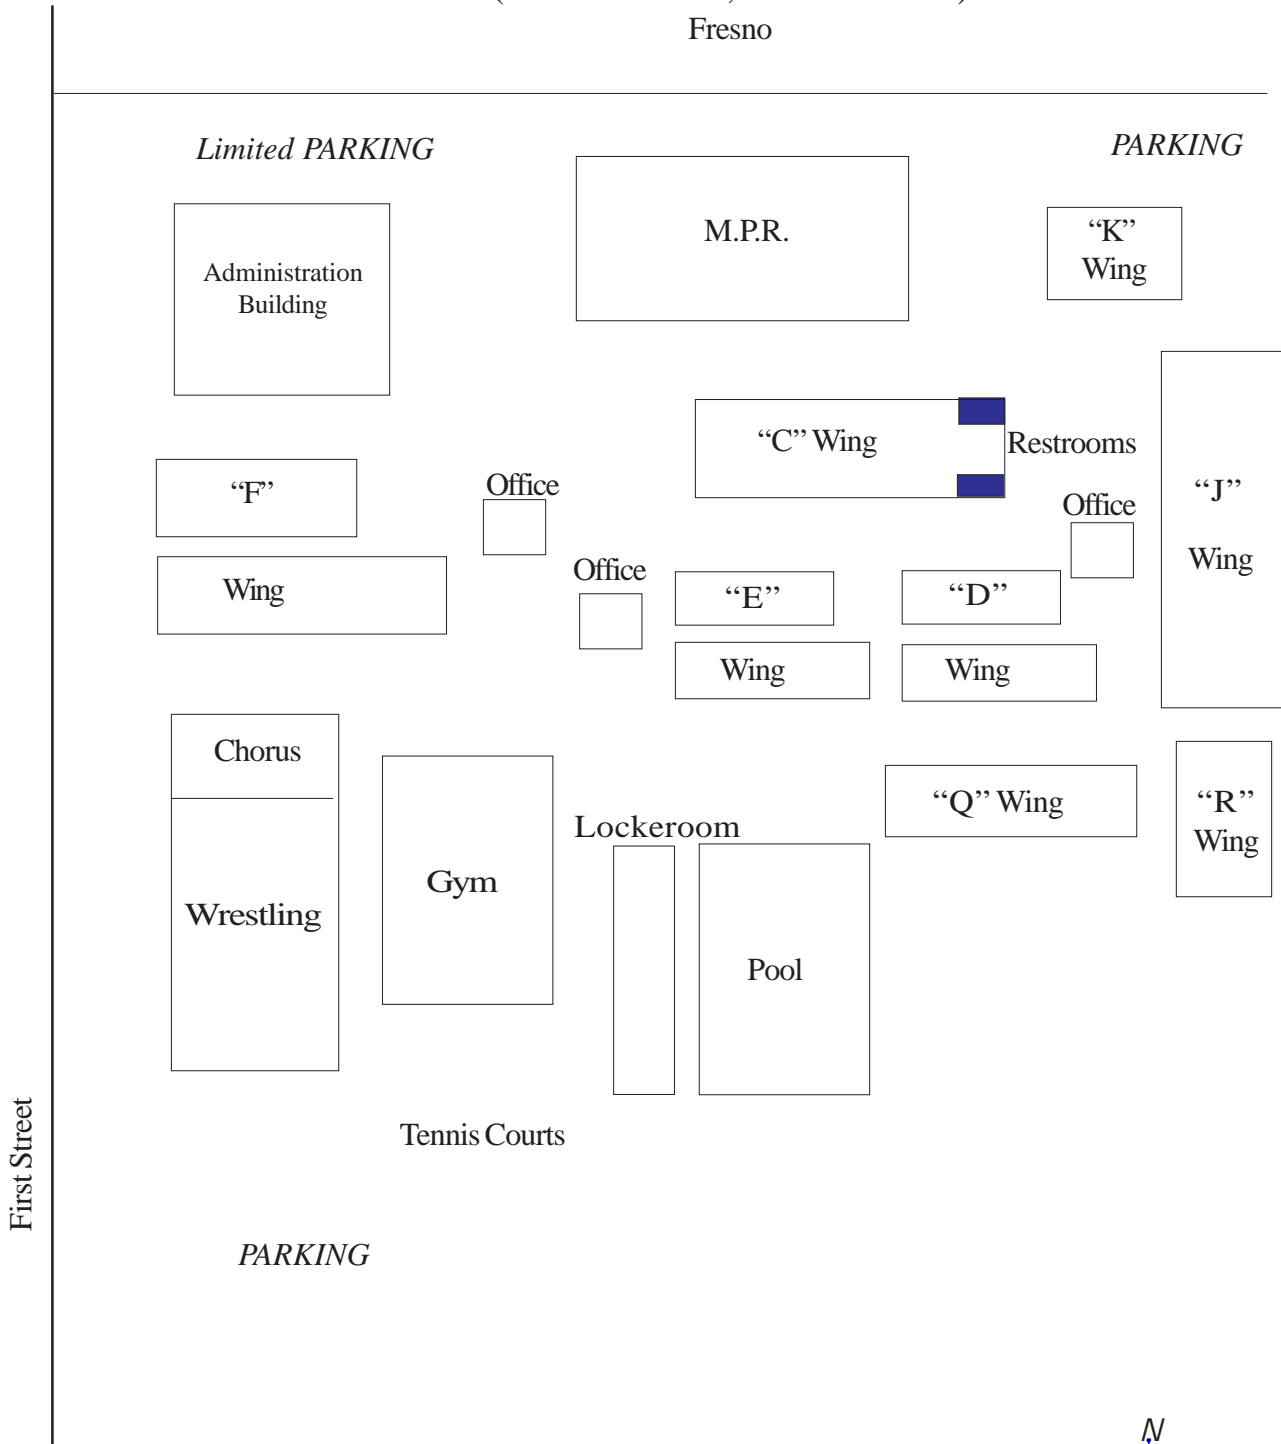 Fresno
Limited PARKING
PARKING
M.P.R.
“K”
Wing
Administration
Building
“C” Wing
Restrooms
“F”
Office
“J”
Wing
Office
Office
Wing
“E”
“D”
Wing
Wing
Chorus
“Q” Wing
“R”
Wing
Lockeroom
Gym
Wrestling
Pool
Tennis Courts
First Street
PARKING
N